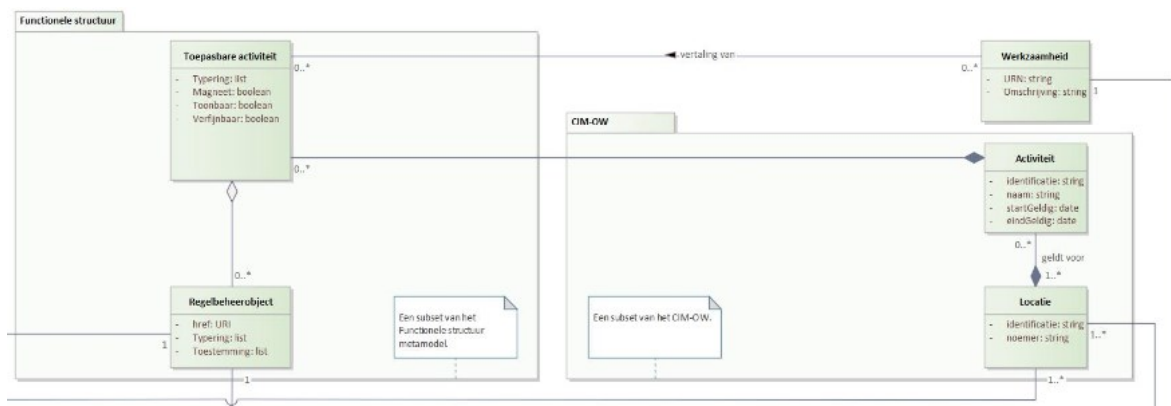 Functionele structuur
Toepasbare activiteit
- Typering: list
- Magneet: boolean
- Toonbaar: boolean
- Verfijnbaar: boolean
0..*
vertaling van
0..*
Werkzaamheid
- URN: string
- Omschrijving: string
1
CIM-OW
0..*
Activiteit
- identificatie: string
- naam: string
- startGeldig: date
- eindGeldig: date
0..*
geldt voor
1..*
0..*
Regelbeheerobject
- href: URI
- Typering: list
- Toestemming: list
1
1
Een subset van het
Functionele structuur
metamodel.
Een subset van het CIM-OW.
Locatie
- identificatie: string
- noemer: string
1..*
1..*